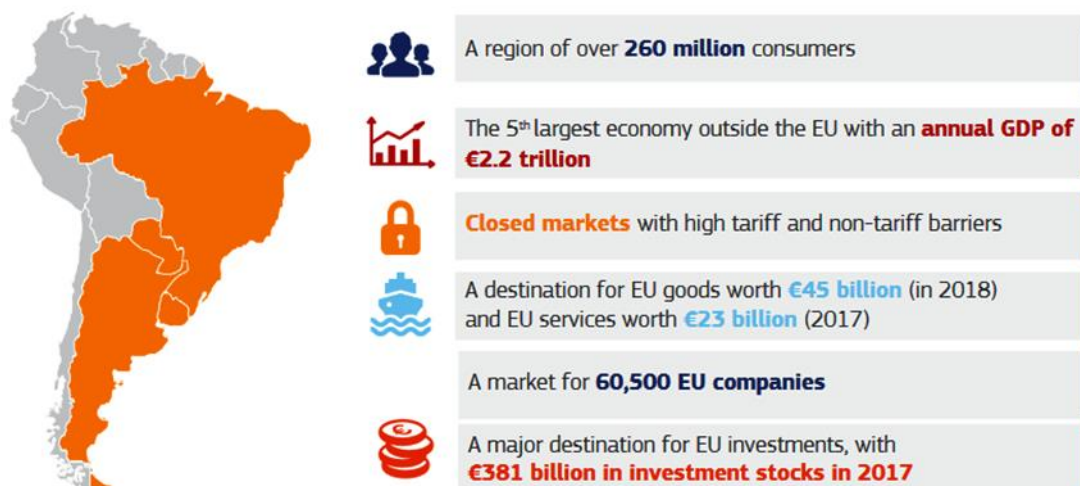 A region of over 260 million consumers
The 5th largest economy outside the EU with an annual GDP of
€2.2 trillion
Closed markets with high tariff and non-tariff barriers
A destination for EU goods worth €45 billion (in 2018)
and EU services worth €23 billion (2017)
A market for 60,500 EU companies
A major destination for EU investments, with
€381 billion in investment stocks in 2017